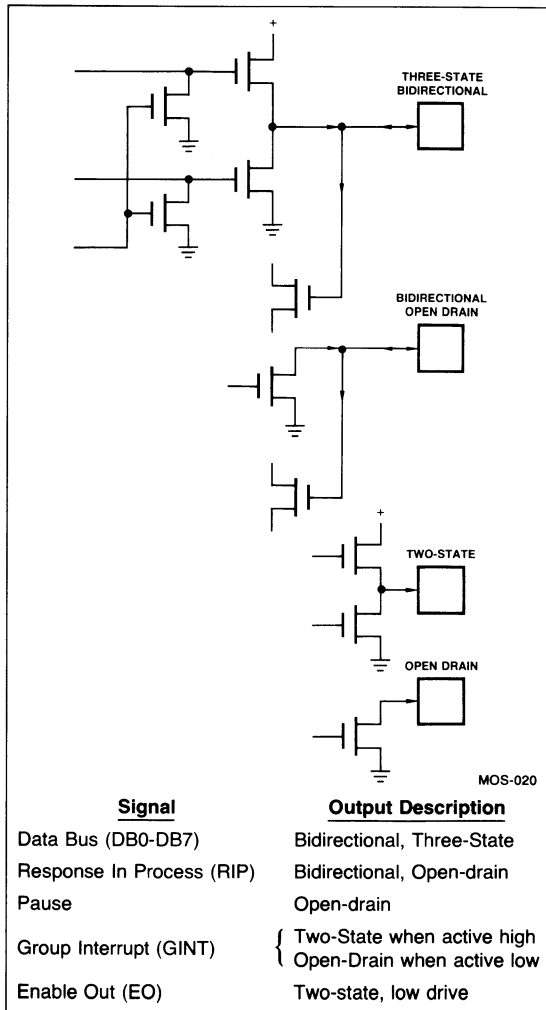 +
THREE-STATE
BIDIRECTIONAL
BIDIRECTIONAL
OPEN DRAIN
+
TWO-STATE
OPEN DRAIN
MOS-020
Signal Output Description
Data Bus (DB0-DB7) Bidirectional, Three-State
Response In Process (RIP) Bidirectional, Open-drain
Pause Open-drain
Group Interrupt (GINT) { Two-State when active high
Open-Drain when active low
Enable Out (EO) Two-state, low drive